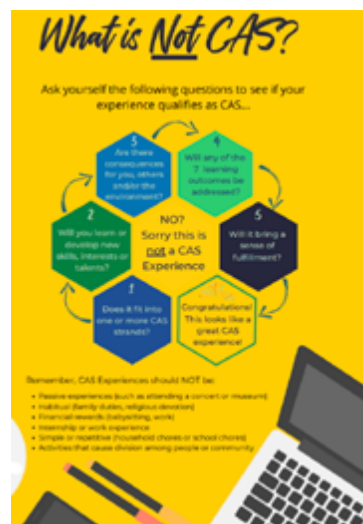 What is Not CAS?
Ask yourself the following questions to see if your
experience qualifies as CAS...
1
Does it fit into
one or more CAS
strands?
2
Will you learn or
develop new
skills, interests or
talents?
3
Are there
consequences
for you, others
and/or the
environment?
4
Will any of the
7 learning
outcomes be
addressed?
5
Will it bring a
sense of
fulfillment?
Congratulations!
This looks like a
great CAS
experience!
NO?
Sorry this is
not a CAS
Experience
Remember, CAS Experiences should NOT be:
• Passive experiences (such as attending a concert or museum)
• Habitual (family duties, religious devotion)
• Financial rewards (babysitting, work)
• Internship or work experience
• Simple or repetitive (household chores or school chores)
• Activities that cause division among people or community